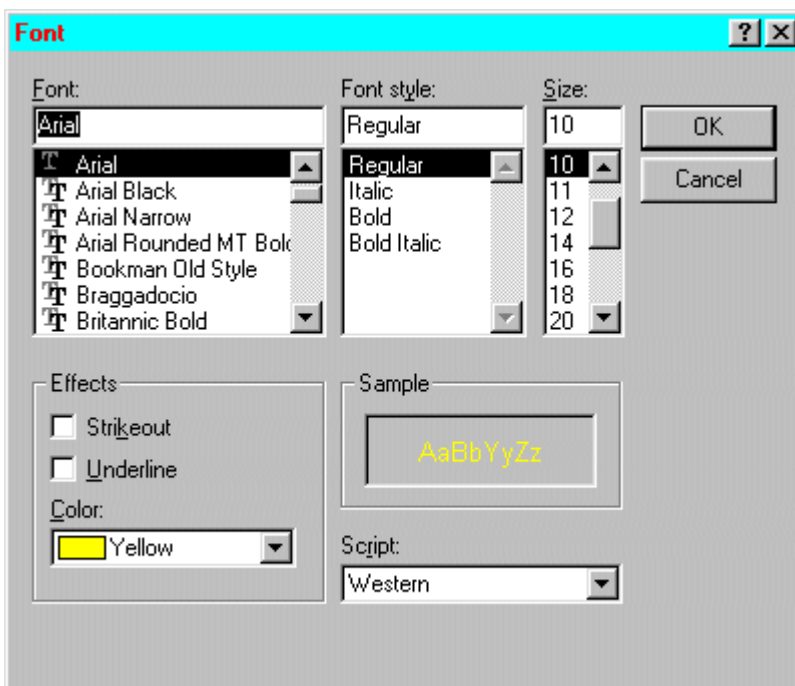 Font
Font:
Arial
Arial
Arial Black
Arial Narrow
Arial Rounded MT Bold
Bookman Old Style
Braggadocio
Britannic Bold
Font style:
Regular
Regular
Italic
Bold
Bold Italic
Size:
10
10
11
12
14
16
18
20
OK
Cancel
Effects
Strikeout
Underline
Color:
Yellow
Sample
AaBbYyZz
Script:
Western